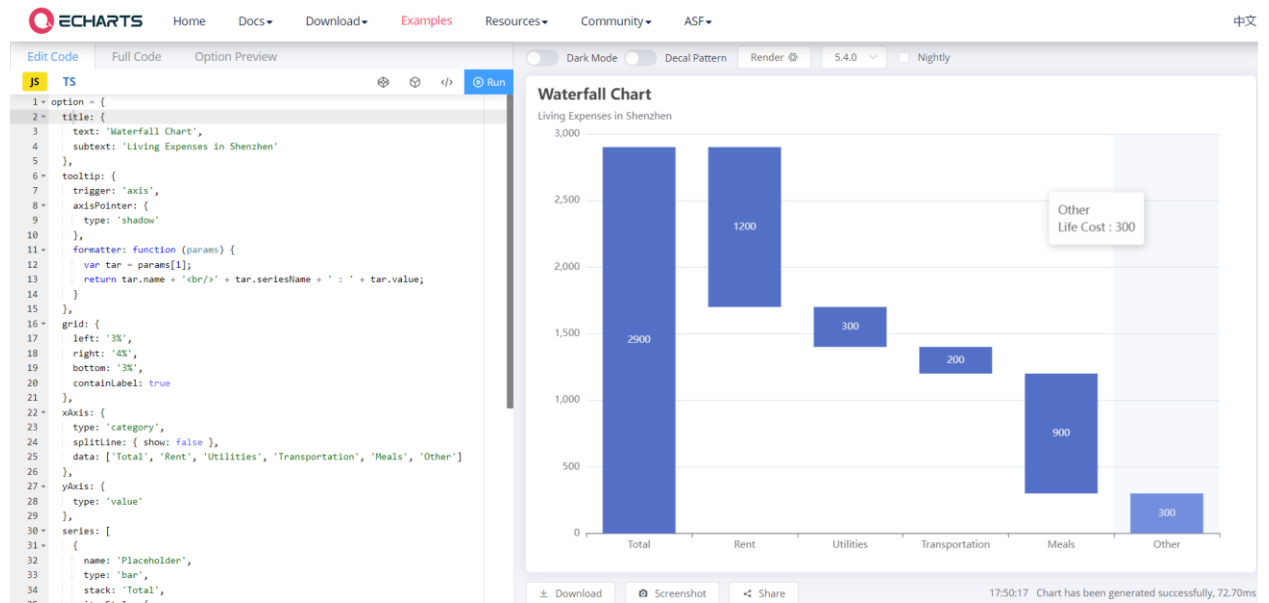 ECHARTS Home Docs Download Examples Resources Community ASF 中文
Edit Code Full Code Option Preview
JS TS </> Run
1 option = {
2 title: {
3 text: 'Waterfall Chart',
4 subtext: 'Living Expenses in Shenzhen'
5 },
6 tooltip: {
7 trigger: 'axis',
8 axisPointer: {
9 type: 'shadow'
10 },
11 formatter: function (params) {
12 var tar = params[1];
13 return tar.name + '<br/>' + tar.seriesName + ' : ' + tar.value;
14 }
15 },
16 grid: {
17 left: '3%',
18 right: '4%',
19 bottom: '3%',
20 containLabel: true
21 },
22 xAxis: {
23 type: 'category',
24 splitLine: { show: false },
25 data: ['Total', 'Rent', 'Utilities', 'Transportation', 'Meals', 'Other']
26 },
27 yAxis: {
28 type: 'value'
29 },
30 series: [
31 {
32 name: 'Placeholder',
33 type: 'bar',
34 stack: 'Total',
Dark Mode Decal Pattern Render 5.4.0 Nightly
Waterfall Chart
Living Expenses in Shenzhen
3,000
2,500
2,000
1,500
1,000
500
0
2900
1200
300
200
900
300
Other
Life Cost : 300
Total Rent Utilities Transportation Meals Other
Download Screenshot Share 17:50:17 Chart has been generated successfully, 72.70ms